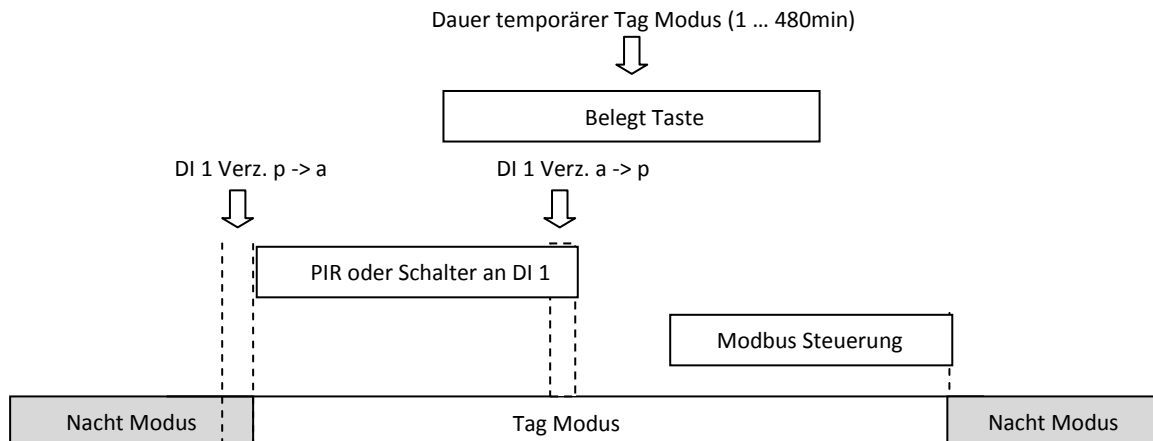 Dauer temporärer Tag Modus (1 … 480min)
Belegt Taste
DI 1 Verz. p -> a
DI 1 Verz. a -> p
PIR oder Schalter an DI 1
Modbus Steuerung
Nacht Modus
Tag Modus
Nacht Modus